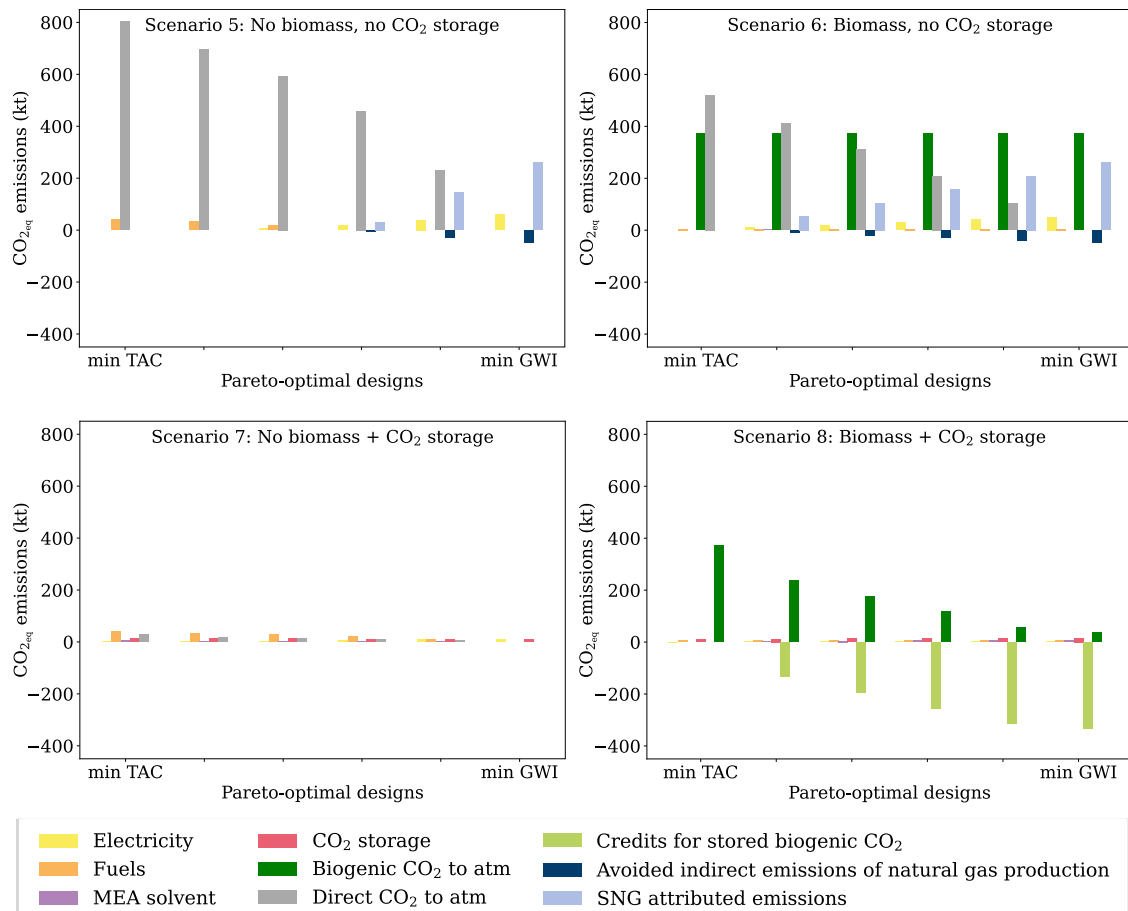 Scenario 5: No biomass, no CO₂ storage
800
600
400
200
0
−200
−400
CO₂eq emissions (kt)
min TAC
min GWI
Pareto-optimal designs
Scenario 6: Biomass, no CO₂ storage
800
600
400
200
0
−200
−400
CO₂eq emissions (kt)
min TAC
min GWI
Pareto-optimal designs
Scenario 7: No biomass + CO₂ storage
800
600
400
200
0
−200
−400
CO₂eq emissions (kt)
min TAC
min GWI
Pareto-optimal designs
Scenario 8: Biomass + CO₂ storage
800
600
400
200
0
−200
−400
CO₂eq emissions (kt)
min TAC
min GWI
Pareto-optimal designs
Electricity
Fuels
MEA solvent
CO₂ storage
Biogenic CO₂ to atm
Direct CO₂ to atm
Credits for stored biogenic CO₂
Avoided indirect emissions of natural gas production
SNG attributed emissions